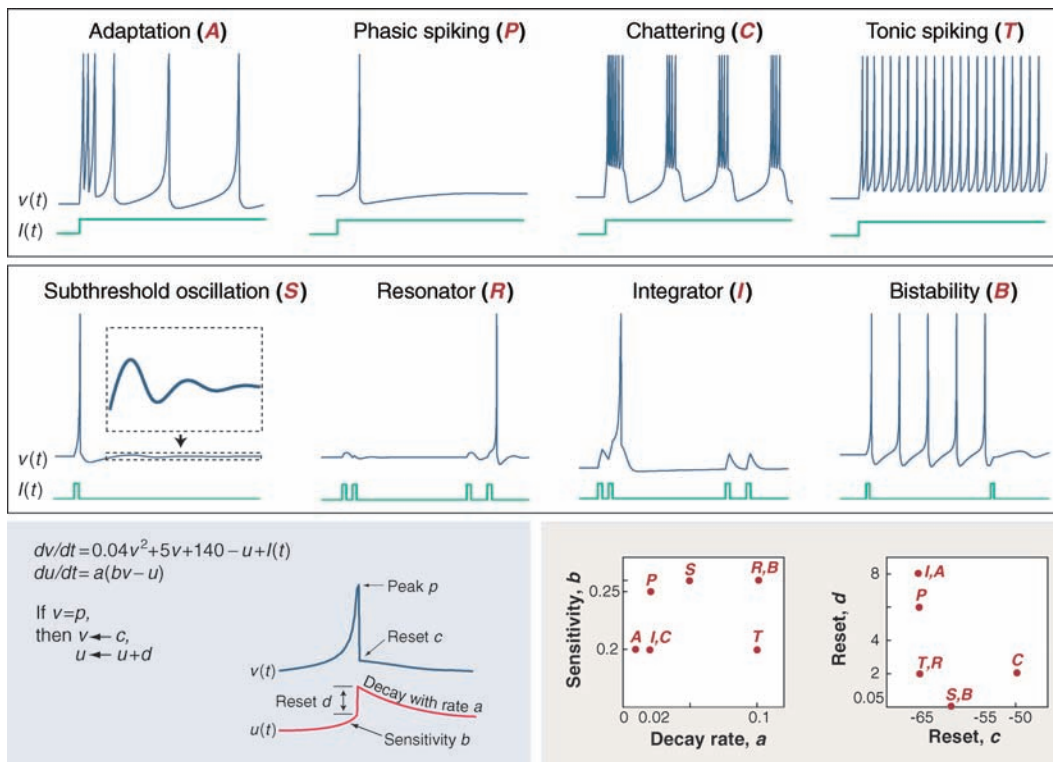 Adaptation (A)
Phasic spiking (P)
Chattering (C)
Tonic spiking (T)
v(t)
I(t)
Subthreshold oscillation (S)
Resonator (R)
Integrator (I)
Bistability (B)
v(t)
I(t)
dv/dt=0.04v²+5v+140–u+I(t)
du/dt=a(bv–u)
If v=p,
then v←c,
u←u+d
Peak p
Reset c
v(t)
Reset d
Decay with rate a
u(t)
Sensitivity b
Sensitivity, b
0.25
0.2
P
S
R,B
A
I,C
T
0
0.02
0.1
Decay rate, a
Reset, d
8
4
2
0.05
I,A
P
T,R
C
S,B
-65
-55
-50
Reset, c